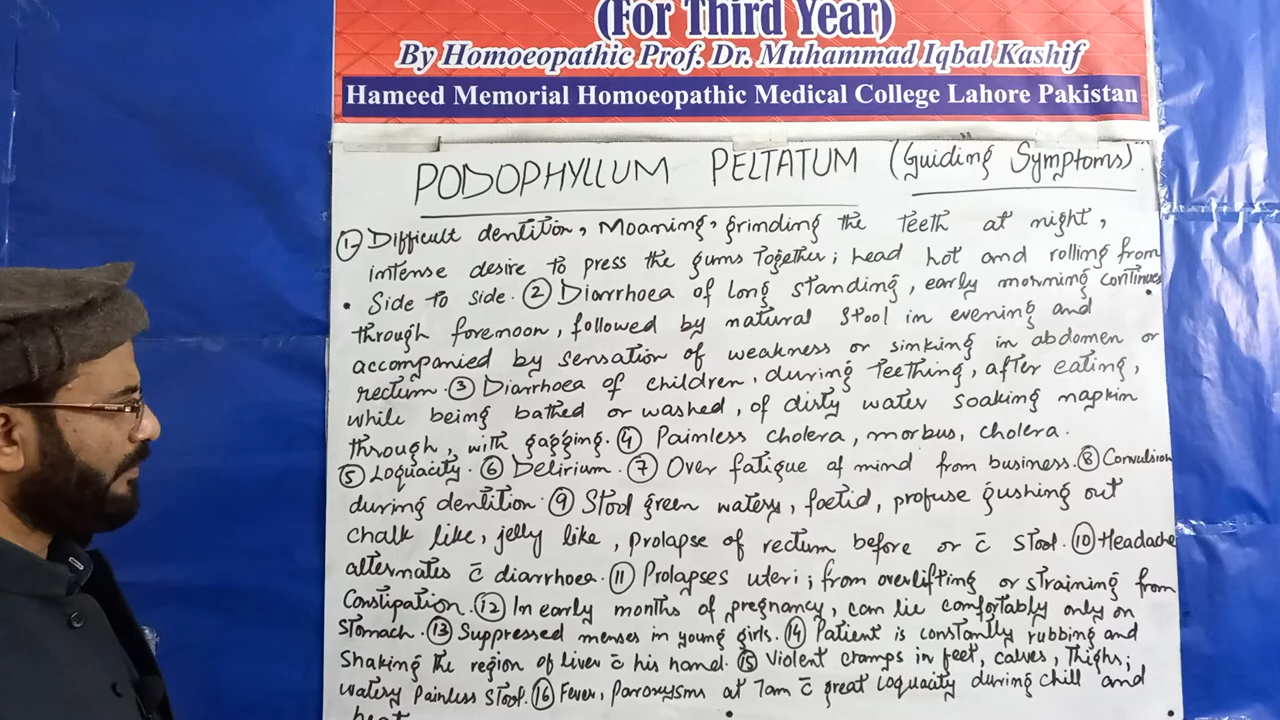 (For Third Year)
By Homoeopathic Prof. Dr. Muhammad Iqbal Kashif
Hameed Memorial Homoeopathic Medical College Lahore Pakistan
PODOPHYLLUM PELTATUM (Guiding Symptoms)
① Difficult dentition, Moaning, grinding the teeth at night,
intense desire to press the gums together; head hot and rolling from
Side to side. ② Diarrhoea of long standing, early morning continues
through forenoon, followed by natural stool in evening and
accompanied by sensation of weakness or sinking in abdomen or
rectum. ③ Diarrhoea of children, during teething, after eating,
while being bathed or washed, of dirty water soaking napkin
through, with gagging. ④ Painless cholera, morbus, cholera.
⑤ Loquacity. ⑥ Delirium. ⑦ Over fatigue of mind from business. ⑧ Convulsion
during dentition. ⑨ Stool green watery, foetid, profuse gushing out
chalk like, jelly like, prolapse of rectum before or c̄ stool. ⑩ Headache
alternates c̄ diarrhoea. ⑪ Prolapses uteri; from overlifting or straining from
Constipation. ⑫ In early months of pregnancy, can lie comfortably only on
Stomach. ⑬ Suppressed menses in young girls. ⑭ Patient is constantly rubbing and
Shaking the region of liver c̄ his hand. ⑮ Violent cramps in feet, calves, Thighs;
watery Painless stool. ⑯ Fever, Paroxysms at 7am c̄ great loquacity during chill and
heat